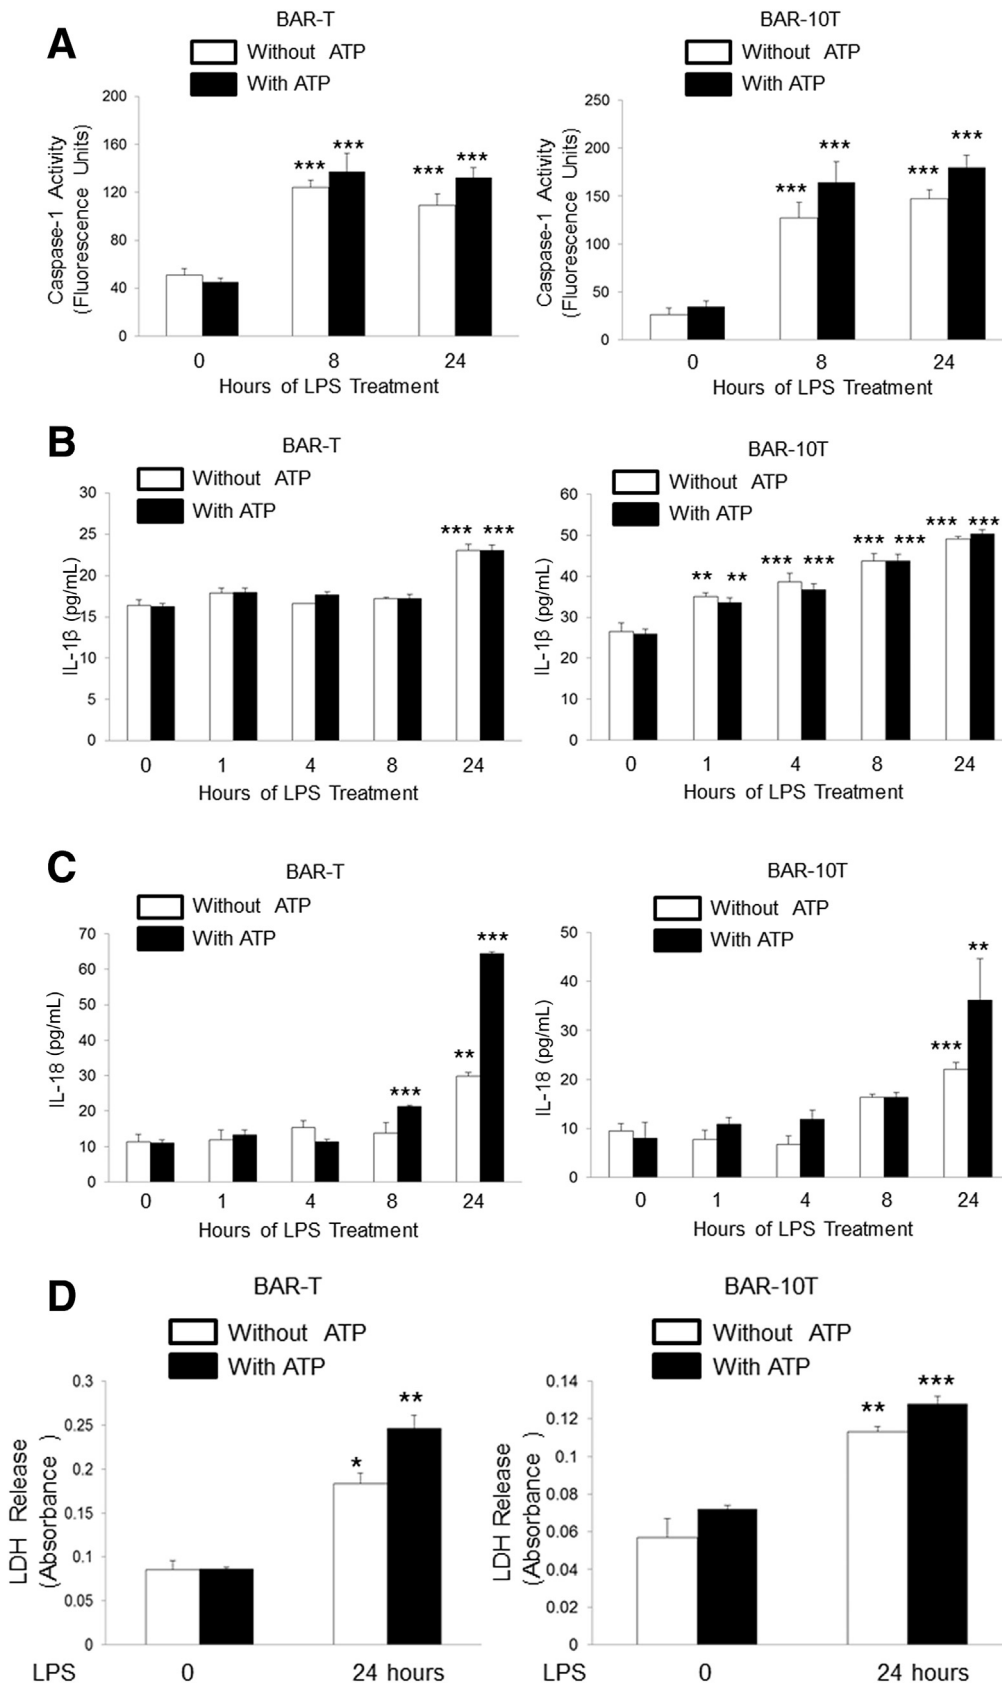 A
BAR-T
Without ATP
With ATP
Caspase-1 Activity
(Fluorescence Units)
200
160
120
80
40
0
*** *** *** ***
0 8 24
Hours of LPS Treatment
BAR-10T
Without ATP
With ATP
Caspase-1 Activity
(Fluorescence Units)
250
200
150
100
50
0
*** *** *** ***
0 8 24
Hours of LPS Treatment
B
BAR-T
Without ATP
With ATP
IL-1β (pg/mL)
30
25
20
15
10
5
0
*** ***
0 1 4 8 24
Hours of LPS Treatment
BAR-10T
Without ATP
With ATP
IL-1β (pg/mL)
60
50
40
30
20
10
0
** ** *** *** *** *** *** ***
0 1 4 8 24
Hours of LPS Treatment
C
BAR-T
Without ATP
With ATP
IL-18 (pg/mL)
70
60
50
40
30
20
10
0
*** ** ***
0 1 4 8 24
Hours of LPS Treatment
BAR-10T
Without ATP
With ATP
IL-18 (pg/mL)
50
40
30
20
10
0
*** **
0 1 4 8 24
Hours of LPS Treatment
D
BAR-T
Without ATP
With ATP
LDH Release
(Absorbance )
0.3
0.25
0.2
0.15
0.1
0.05
0
* **
LPS 0 24 hours
BAR-10T
Without ATP
With ATP
LDH Release
(Absorbance )
0.14
0.12
0.1
0.08
0.06
0.04
0.02
0
** ***
LPS 0 24 hours